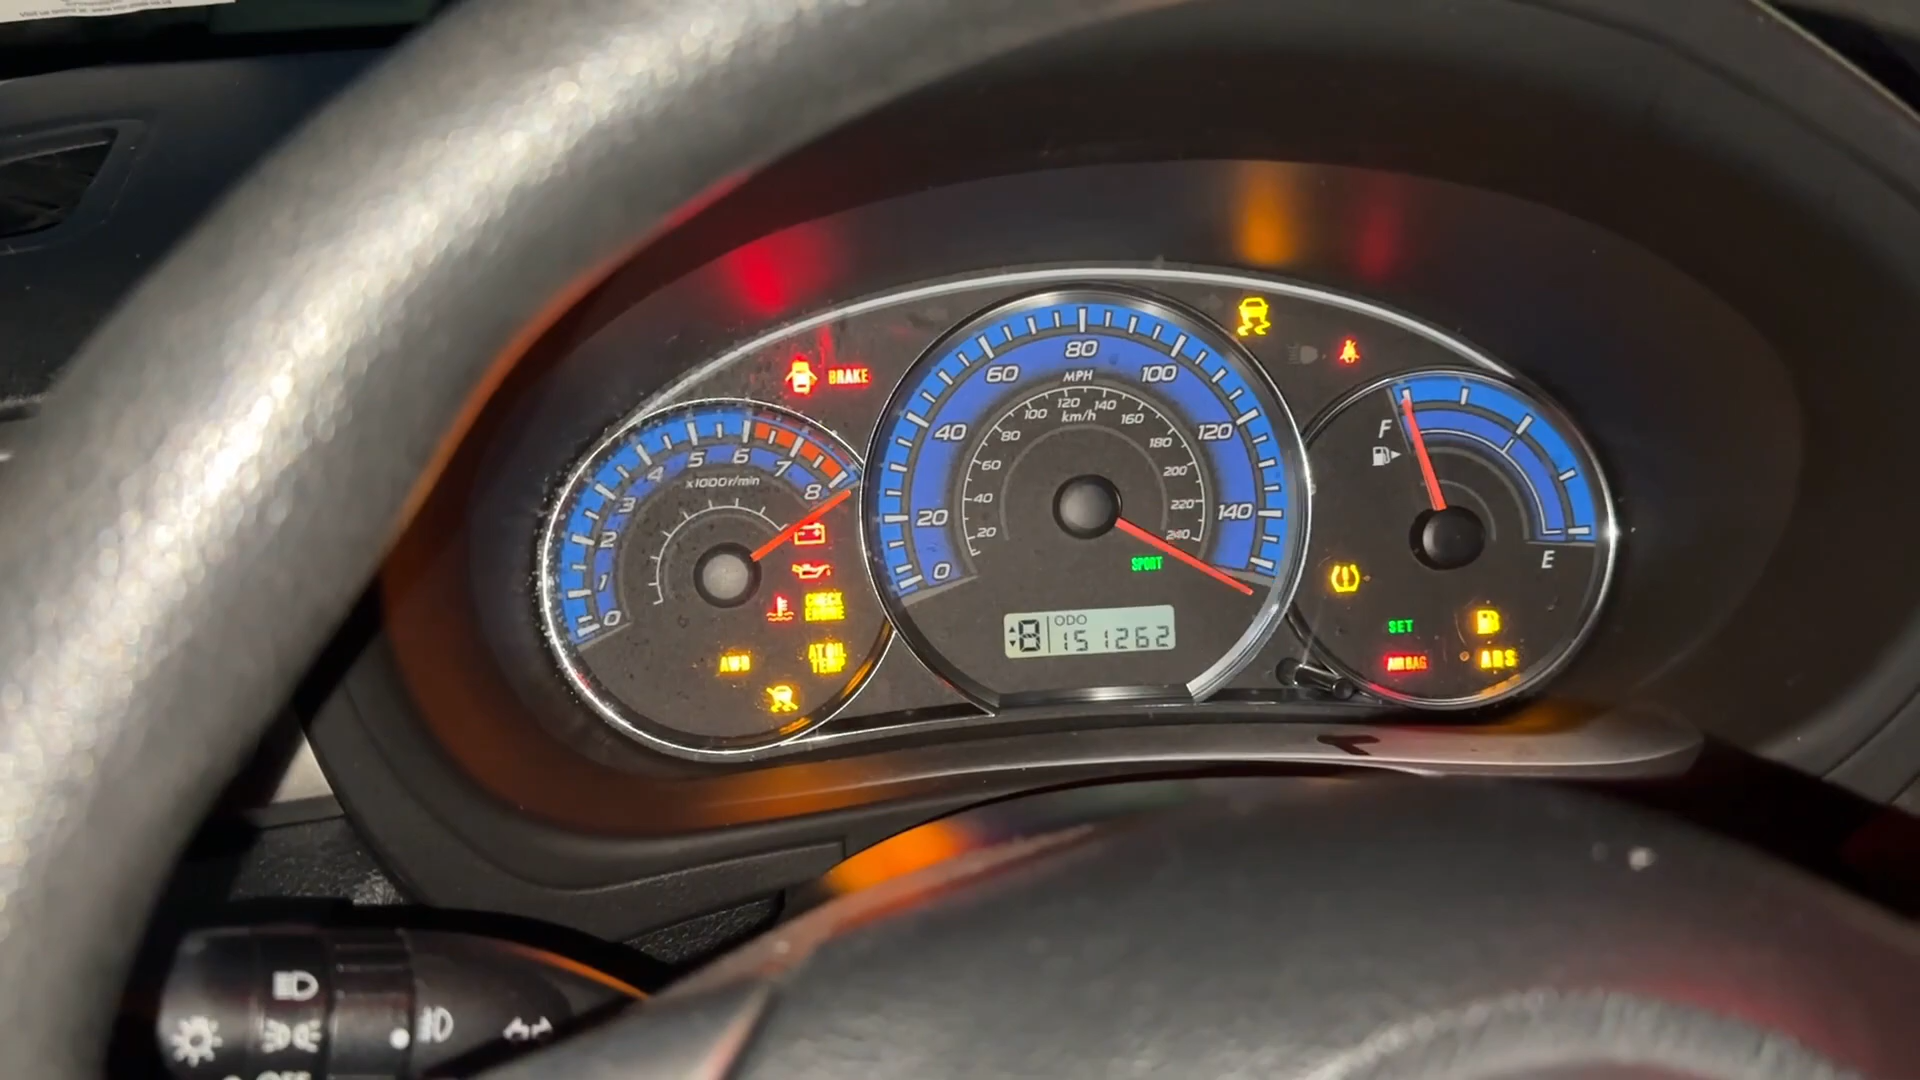 BRAKE
0 1 2 3 4 5 6 7 8
x1000r/min
CHECK
ENGINE
AWD
AT OIL
TEMP
0 20 40 60 80 100 120 140
MPH
20 40 60 80 100 120 140 160 180 200 220 240
km/h
SPORT
8 ODO
151262
F
E
SET
AIRBAG
ABS